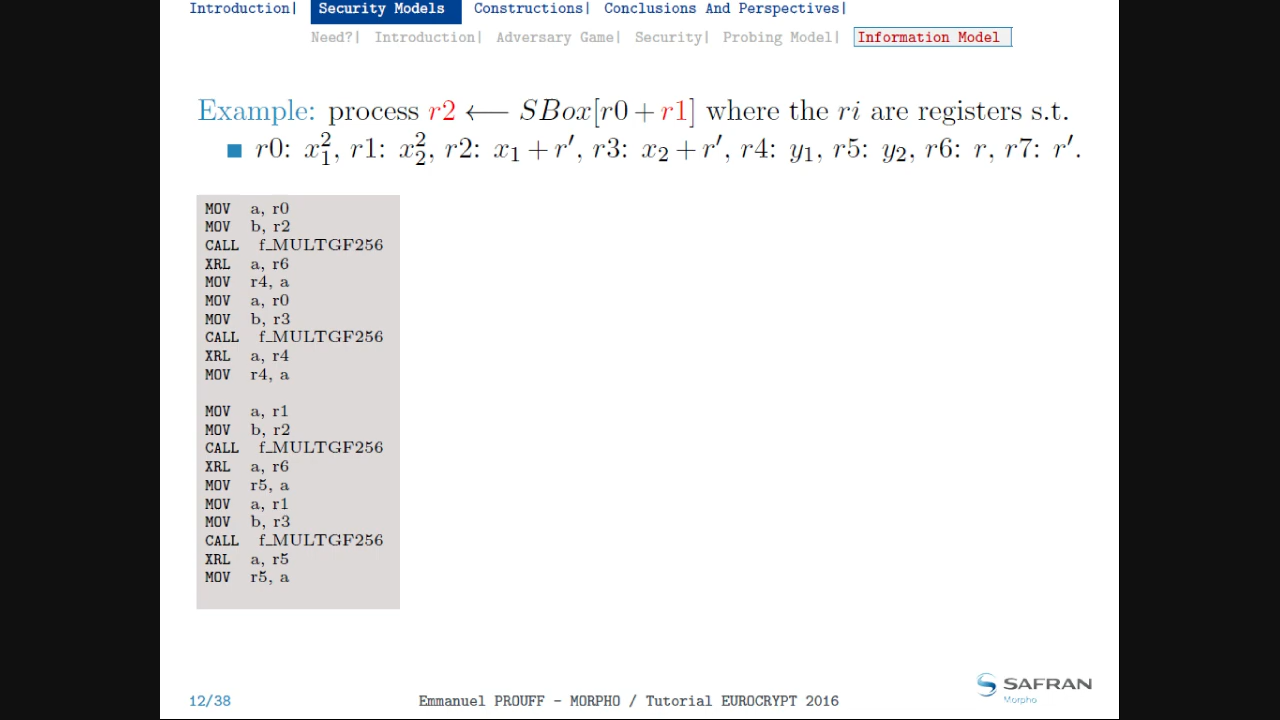 Introduction| Security Models Constructions| Conclusions And Perspectives|
Need?| Introduction| Adversary Game| Security| Probing Model| Information Model
Example: process r2 ⟵ SBox[r0 + r1] where the ri are registers s.t.
r0: x₁², r1: x₂², r2: x₁ + r′, r3: x₂ + r′, r4: y₁, r5: y₂, r6: r, r7: r′.
MOV a, r0
MOV b, r2
CALL f_MULTGF256
XRL a, r6
MOV r4, a
MOV a, r0
MOV b, r3
CALL f_MULTGF256
XRL a, r4
MOV r4, a
MOV a, r1
MOV b, r2
CALL f_MULTGF256
XRL a, r6
MOV r5, a
MOV a, r1
MOV b, r3
CALL f_MULTGF256
XRL a, r5
MOV r5, a
SAFRAN
Morpho
12/38 Emmanuel PROUFF - MORPHO / Tutorial EUROCRYPT 2016